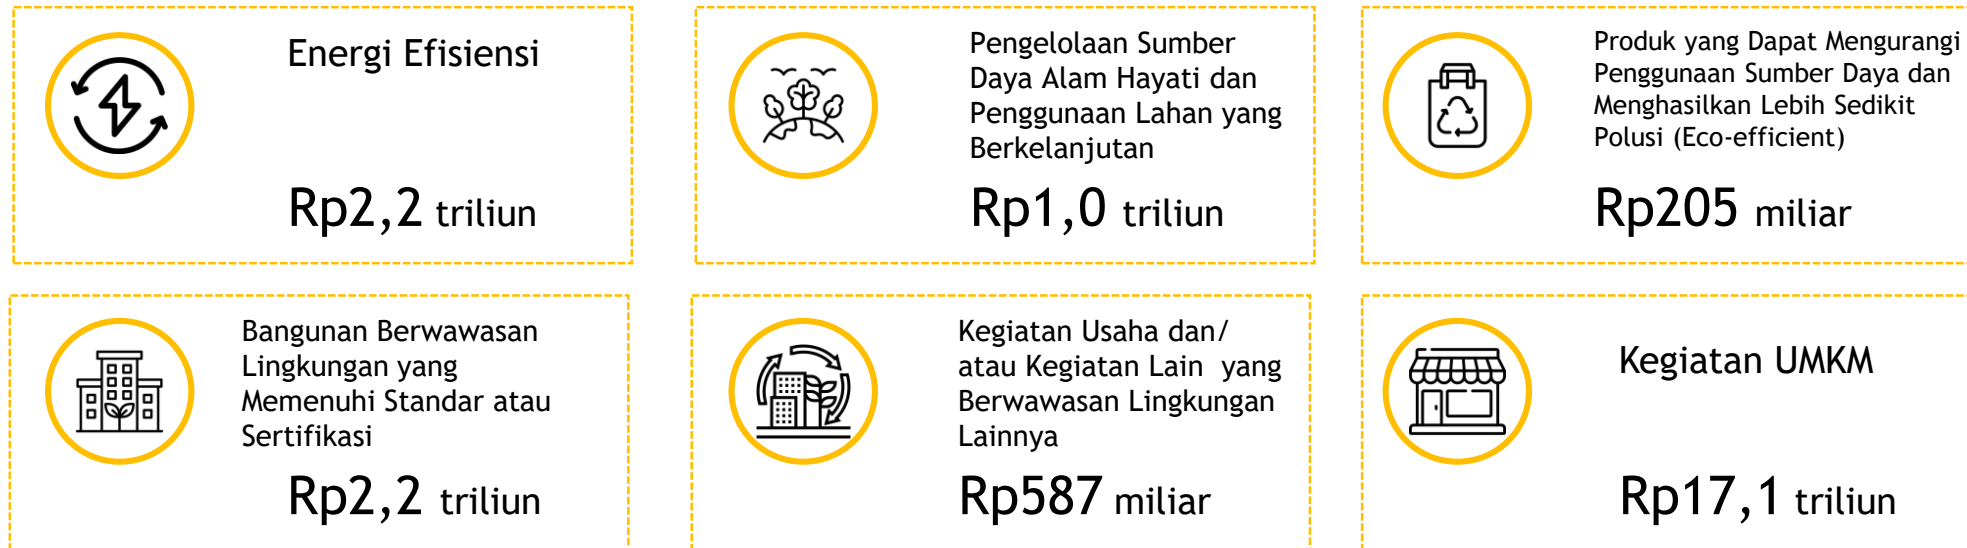 Energi Efisiensi
Rp2,2 triliun
Pengelolaan Sumber
Daya Alam Hayati dan
Penggunaan Lahan yang
Berkelanjutan
Rp1,0 triliun
Produk yang Dapat Mengurangi
Penggunaan Sumber Daya dan
Menghasilkan Lebih Sedikit
Polusi (Eco-efficient)
Rp205 miliar
Bangunan Berwawasan
Lingkungan yang
Memenuhi Standar atau
Sertifikasi
Rp2,2 triliun
Kegiatan Usaha dan/
atau Kegiatan Lain yang
Berwawasan Lingkungan
Lainnya
Rp587 miliar
Kegiatan UMKM
Rp17,1 triliun